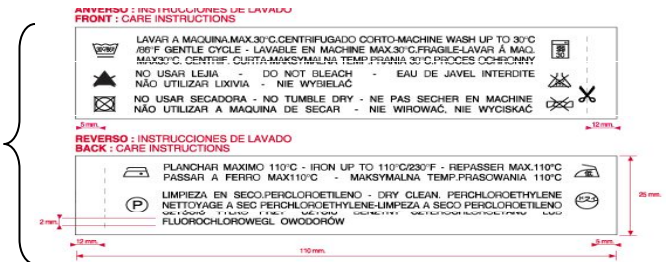 ANVERSO : INSTRUCCIONES DE LAVADO
FRONT : CARE INSTRUCTIONS
LAVAR A MAQUINA.MAX.30°C.CENTRIFUGADO CORTO-MACHINE WASH UP TO 30°C
/86°F GENTLE CYCLE - LAVABLE EN MACHINE MAX.30°C.FRAGILE-LAVAR Á MAQ.
MAX30°C. CENTRIF. CURTA-MAKSYMALNA TEMP.PRANIA 30°C.PROCES OCHRONNY
NO USAR LEJIA - DO NOT BLEACH - EAU DE JAVEL INTERDITE
NÃO UTILIZAR LIXIVIA - NIE WYBIELAĆ
NO USAR SECADORA - NO TUMBLE DRY - NE PAS SECHER EN MACHINE
NÃO UTILIZAR A MAQUINA DE SECAR - NIE WIROWAĆ, NIE WYCISKAĆ
5 mm.
12 mm.
REVERSO : INSTRUCCIONES DE LAVADO
BACK : CARE INSTRUCTIONS
PLANCHAR MAXIMO 110°C - IRON UP TO 110°C/230°F - REPASSER MAX.110°C
PASSAR A FERRO MAX110°C - MAKSYMALNA TEMP.PRASOWANIA 110°C
P
LIMPIEZA EN SECO.PERCLOROETILENO - DRY CLEAN. PERCHLOROETHYLENE
NETTOYAGE A SEC PERCHLOROETHYLENE-LIMPEZA A SECO PERCLOROETILENO
FLUOROCHLOROWEGL OWODORÓW
25 mm.
2 mm.
12 mm.
5 mm.
110 mm.